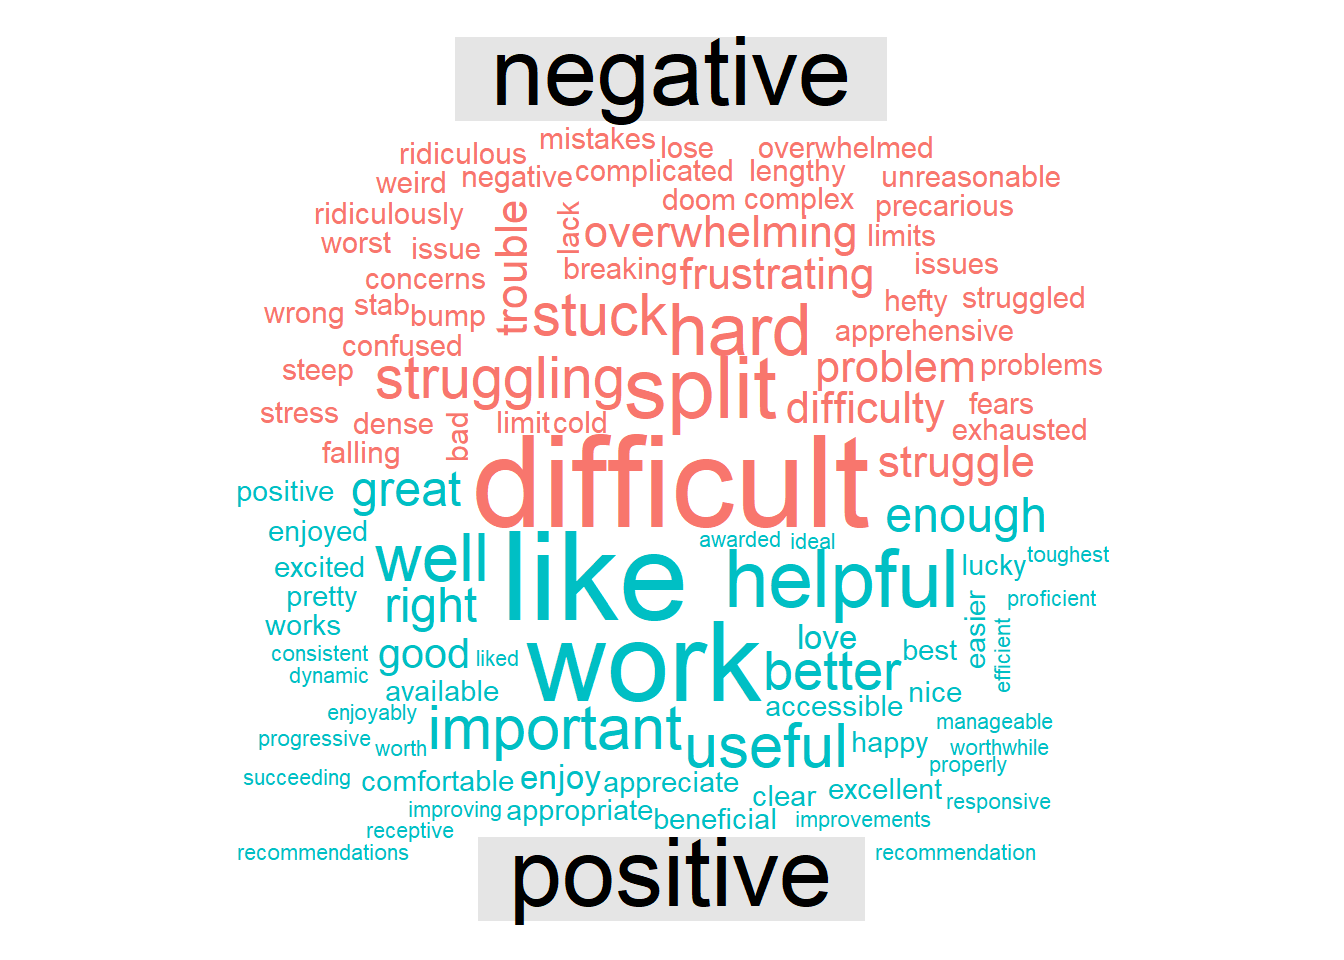 negative
mistakes lose overwhelmed
ridiculous
weird negative complicated lengthy unreasonable
doom complex precarious
ridiculously trouble lack overwhelming limits
worst issue
concerns breaking frustrating issues
wrong stab bump stuck hard hefty struggled
confused apprehensive
steep struggling split problem problems
stress dense bad limit cold difficulty fears
exhausted
falling difficult struggle
positive great enough
enjoyed awarded ideal
excited well like helpful lucky toughest
pretty right easier proficient
works love
consistent good liked work better best efficient
dynamic available accessible nice
enjoyably important manageable
progressive worth useful happy worthwhile
properly
succeeding comfortable enjoy appreciate clear excellent responsive
improving appropriate beneficial improvements
receptive
recommendations recommendation
positive